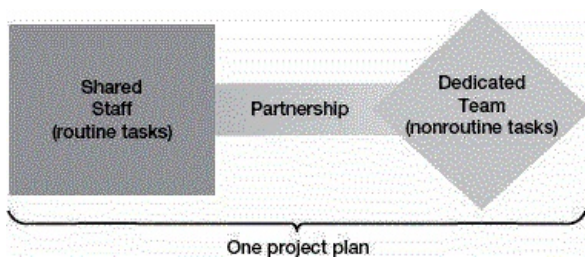 Shared
Staff
(routine tasks)
Partnership
Dedicated
Team
(nonroutine tasks)
One project plan